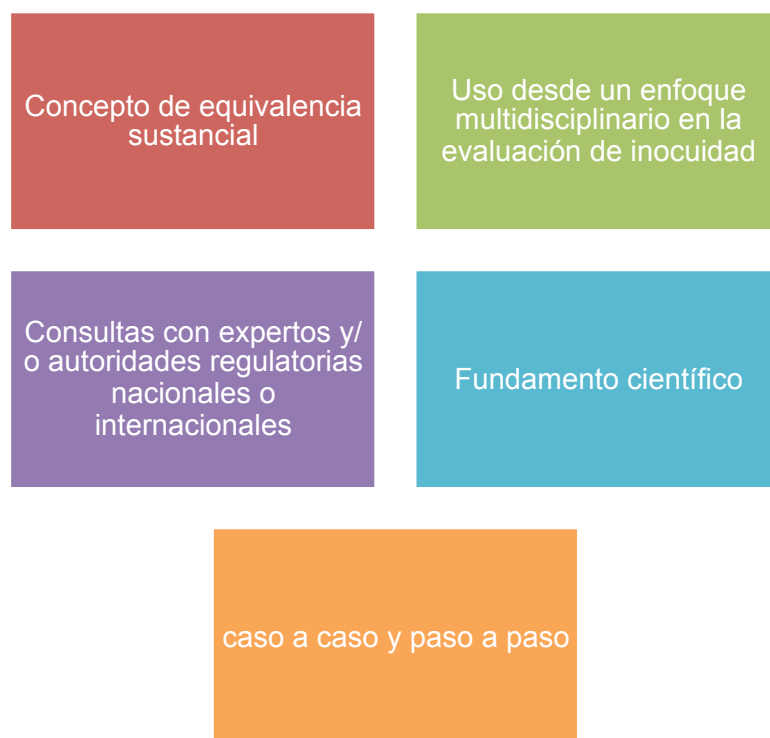 Concepto de equivalencia
sustancial
Uso desde un enfoque
multidisciplinario en la
evaluación de inocuidad
Consultas con expertos y/
o autoridades regulatorias
nacionales o
internacionales
Fundamento científico
caso a caso y paso a paso